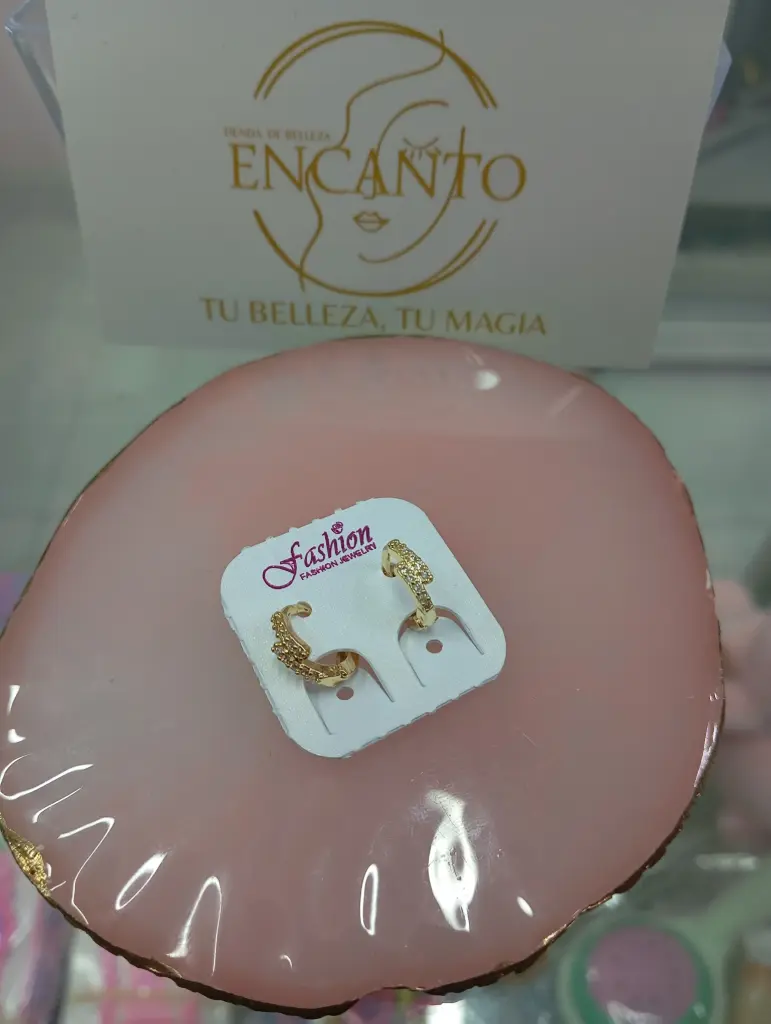 TIENDA DE BELLEZA
ENCANTO
TU BELLEZA, TU MAGIA
Fashion
FASHION JEWELRY